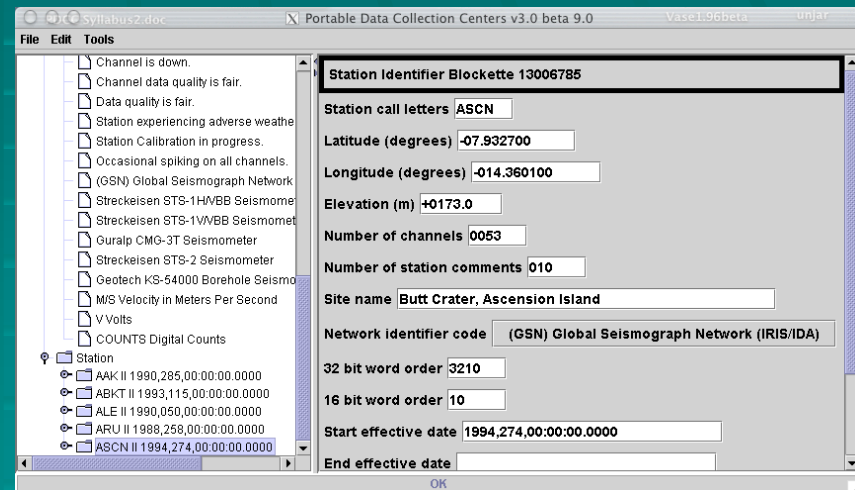 Syllabus2.doc
Portable Data Collection Centers v3.0 beta 9.0
Vase1.96beta
unjar
File Edit Tools
Channel is down.
Channel data quality is fair.
Data quality is fair.
Station experiencing adverse weathe
Station Calibration in progress.
Occasional spiking on all channels.
(GSN) Global Seismograph Network
Streckeisen STS-1H/VBB Seismomet
Streckeisen STS-1V/VBB Seismomet
Guralp CMG-3T Seismometer
Streckeisen STS-2 Seismometer
Geotech KS-54000 Borehole Seismo
M/S Velocity in Meters Per Second
V Volts
COUNTS Digital Counts
Station
AAK II 1990,285,00:00:00.0000
ABKT II 1993,115,00:00:00.0000
ALE II 1990,050,00:00:00.0000
ARU II 1988,258,00:00:00.0000
ASCN II 1994,274,00:00:00.0000
Station Identifier Blockette 13006785
Station call letters ASCN
Latitude (degrees) -07.932700
Longitude (degrees) -014.360100
Elevation (m) +0173.0
Number of channels 0053
Number of station comments 010
Site name Butt Crater, Ascension Island
Network identifier code (GSN) Global Seismograph Network (IRIS/IDA)
32 bit word order 3210
16 bit word order 10
Start effective date 1994,274,00:00:00.0000
End effective date
OK